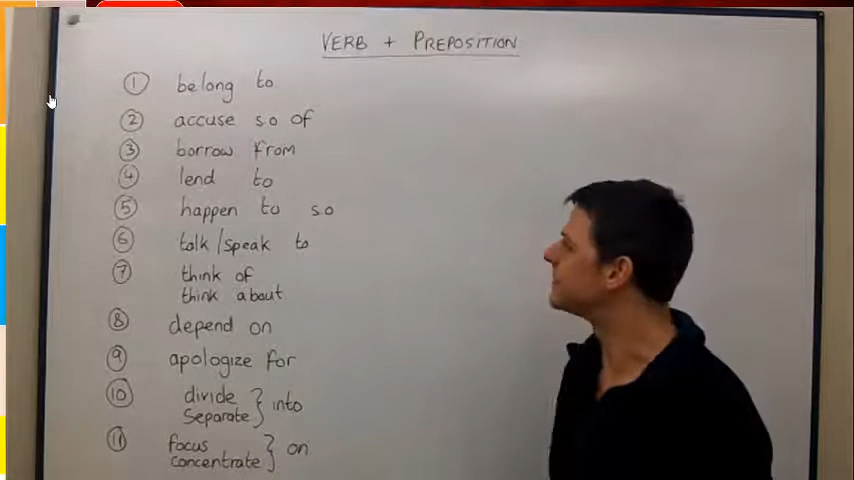 VERB + PREPOSITION
1 belong to
2 accuse so of
3 borrow from
4 lend to
5 happen to so
6 talk/speak to
7 think of
think about
8 depend on
9 apologize for
10 divide
separate } into
11 focus
concentrate } on